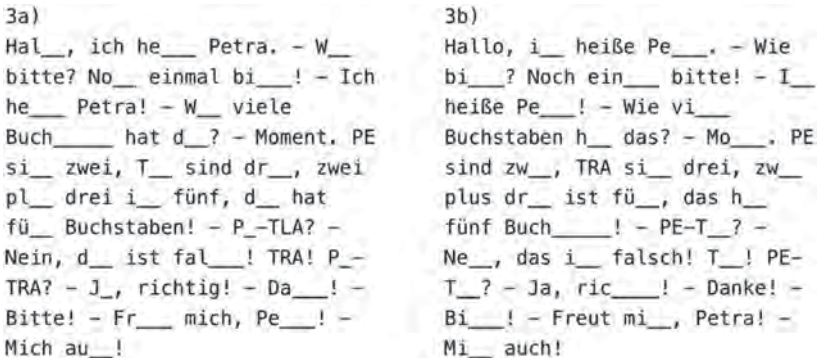 3a)
Hal__, ich he___ Petra. – W__
bitte? No__ einmal bi___! – Ich
he___ Petra! – W__ viele
Buch_____ hat d__? – Moment. PE
si__ zwei, T__ sind dr__, zwei
pl__ drei i__ fünf, d__ hat
fü__ Buchstaben! – P_–TLA? –
Nein, d__ ist fal___! TRA! P_–
TRA? – J_, richtig! – Da___! –
Bitte! – Fr___ mich, Pe___! –
Mich au__!
3b)
Hallo, i__ heiße Pe___. – Wie
bi___? Noch ein___ bitte! – I__
heiße Pe___! – Wie vi___
Buchstaben h__ das? – Mo___. PE
sind zw__, TRA si__ drei, zw__
plus dr__ ist fü__, das h__
fünf Buch_____! – PE–T__? –
Ne__, das i__ falsch! T__! PE–
T__? – Ja, ric____! – Danke! –
Bi___! – Freut mi__, Petra! –
Mi__ auch!